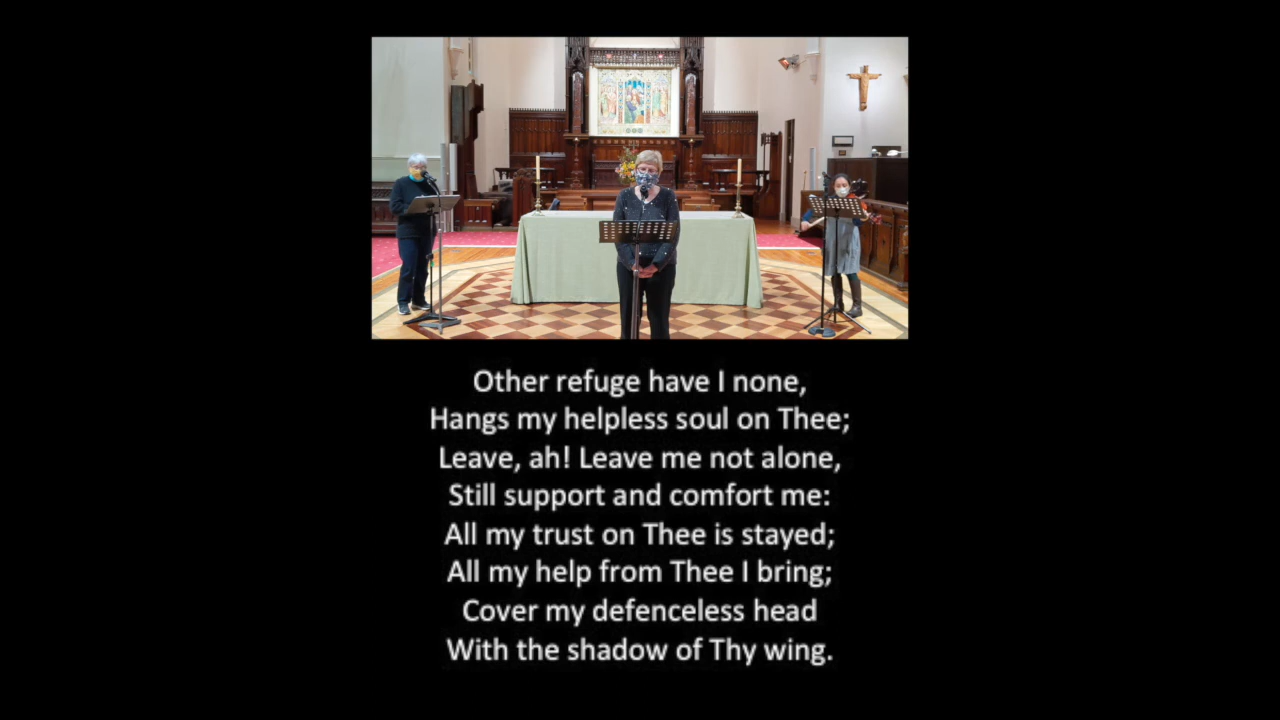 Other refuge have I none,
Hangs my helpless soul on Thee;
Leave, ah! Leave me not alone,
Still support and comfort me:
All my trust on Thee is stayed;
All my help from Thee I bring;
Cover my defenceless head
With the shadow of Thy wing.